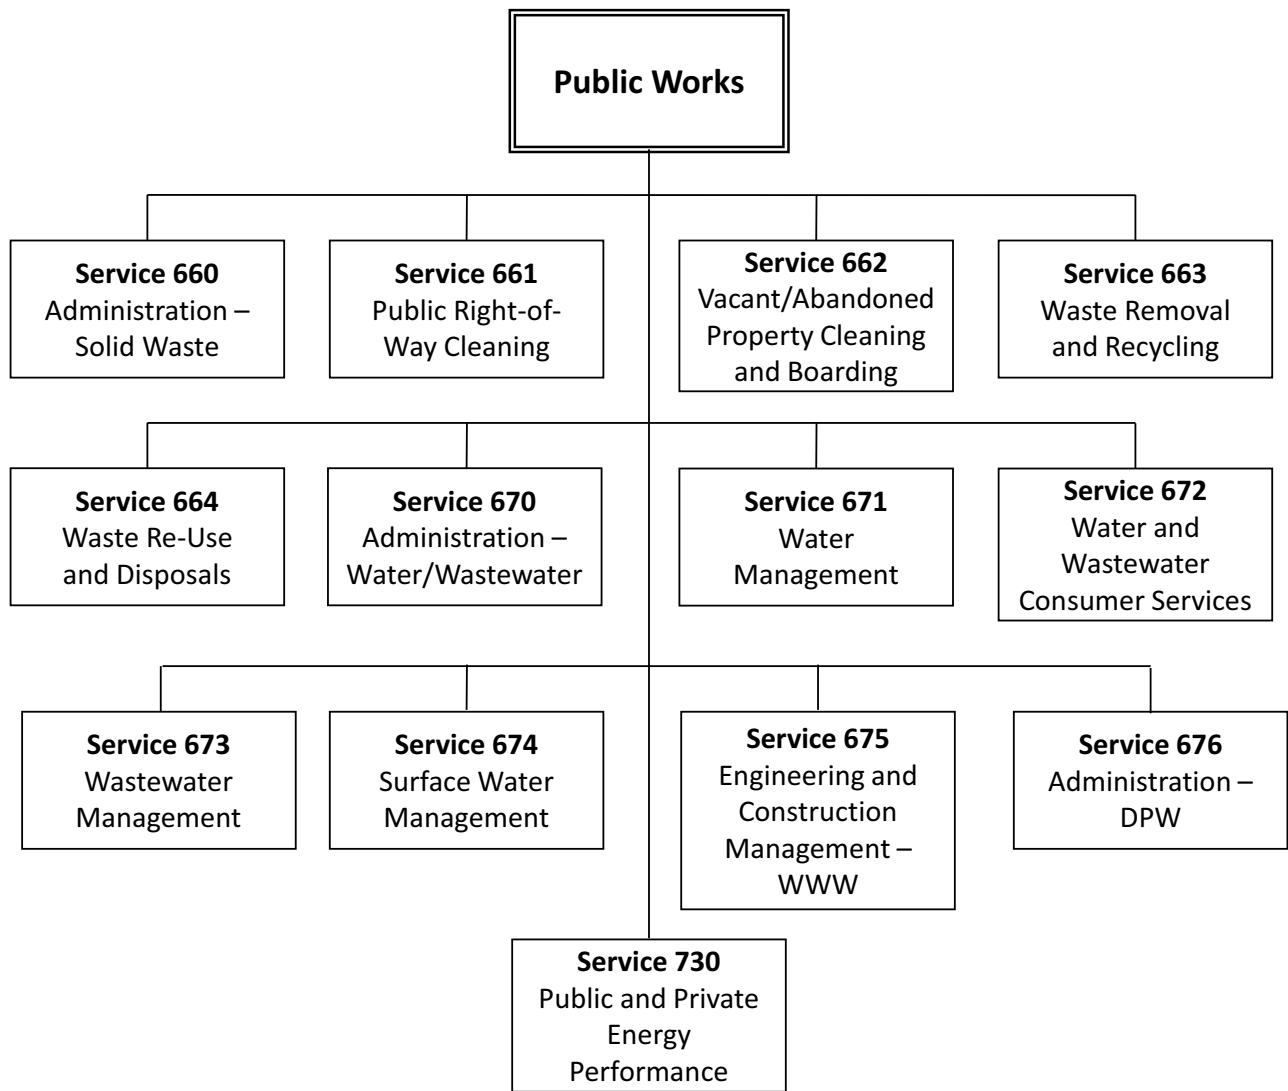 Public Works
Service 660
Administration –
Solid Waste
Service 661
Public Right-of-
Way Cleaning
Service 662
Vacant/Abandoned
Property Cleaning
and Boarding
Service 663
Waste Removal
and Recycling
Service 664
Waste Re-Use
and Disposals
Service 670
Administration –
Water/Wastewater
Service 671
Water
Management
Service 672
Water and
Wastewater
Consumer Services
Service 673
Wastewater
Management
Service 674
Surface Water
Management
Service 675
Engineering and
Construction
Management –
WWW
Service 676
Administration –
DPW
Service 730
Public and Private
Energy
Performance